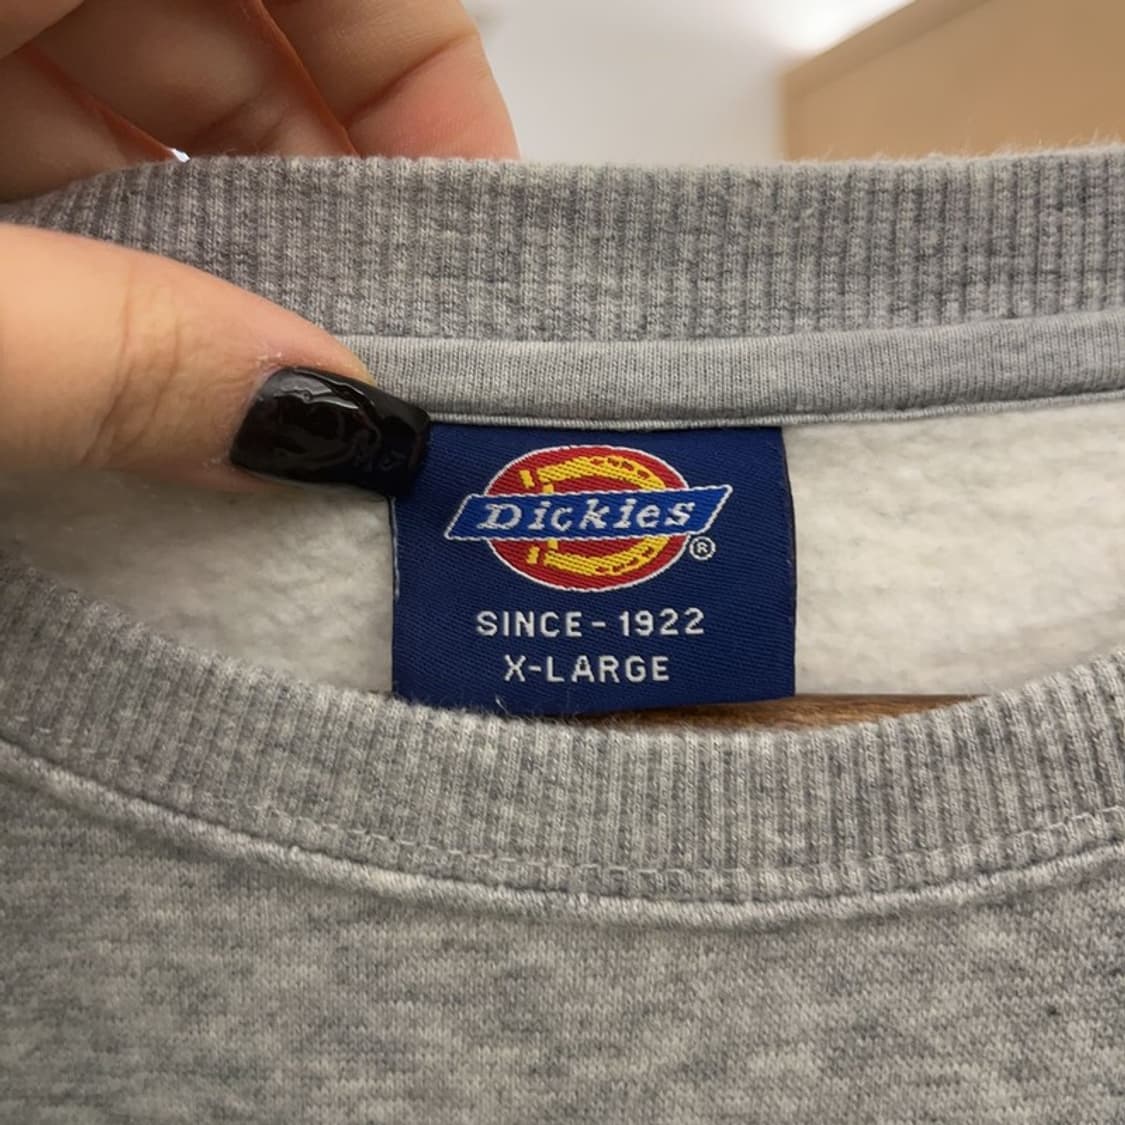 Dickies
®
SINCE-1922
X-LARGE